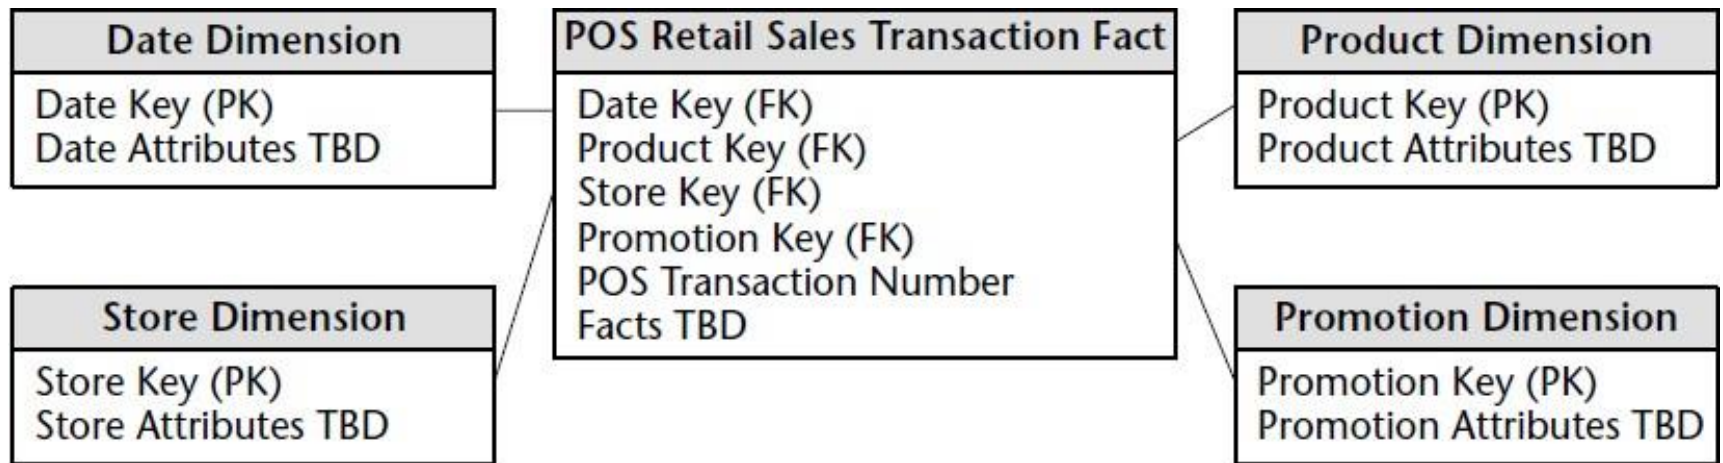 Date Dimension
Date Key (PK)
Date Attributes TBD
Store Dimension
Store Key (PK)
Store Attributes TBD
POS Retail Sales Transaction Fact
Date Key (FK)
Product Key (FK)
Store Key (FK)
Promotion Key (FK)
POS Transaction Number
Facts TBD
Product Dimension
Product Key (PK)
Product Attributes TBD
Promotion Dimension
Promotion Key (PK)
Promotion Attributes TBD